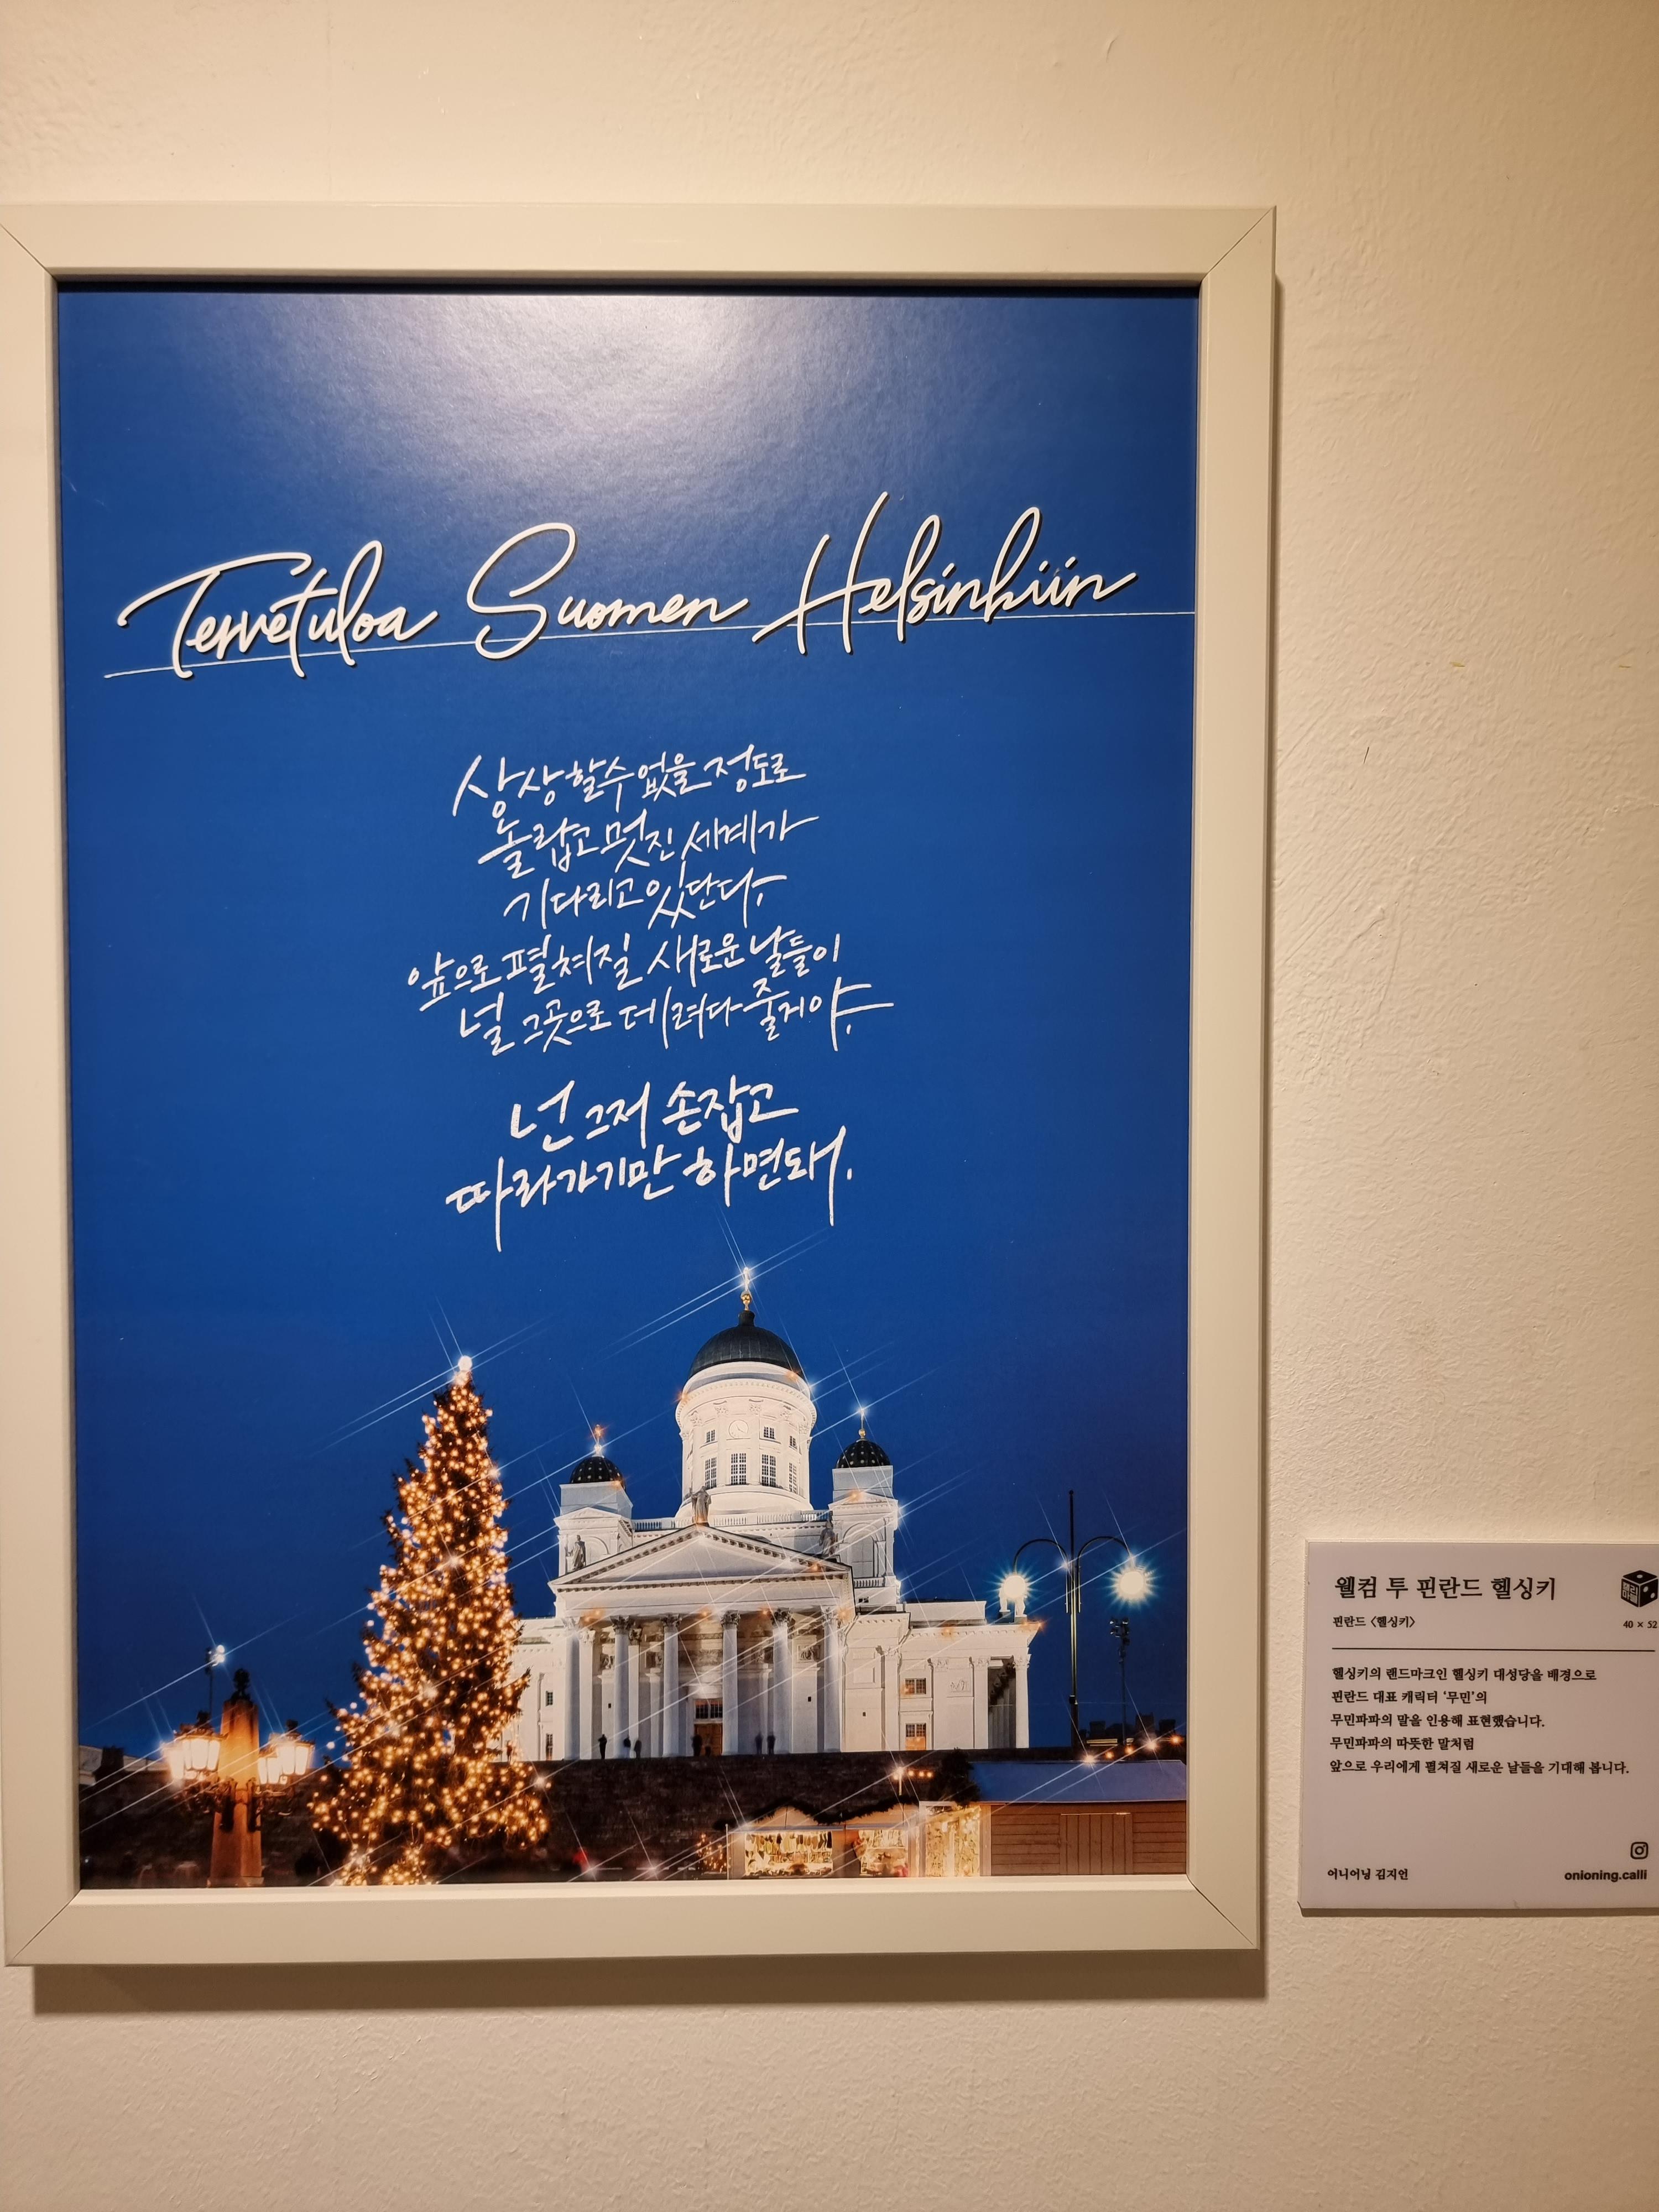 Tervetuloa Suomen Helsinkiin
상상할 수 없을 정도로
놀랍고 멋진 세계가
기다리고 있단다,
앞으로 펼쳐질 새로운 날들이
널 그곳으로 데려다 줄거야.
넌 그저 손잡고
따라가기만 하면돼.
웰컴 투 핀란드 헬싱키
핀란드 〈헬싱키〉
40 × 52
헬싱키의 랜드마크인 헬싱키 대성당을 배경으로
핀란드 대표 캐릭터 '무민'의
무민파파의 말을 인용해 표현했습니다.
무민파파의 따뜻한 말처럼
앞으로 우리에게 펼쳐질 새로운 날들을 기대해 봅니다.
어니어닝 김지언
onioning.calli